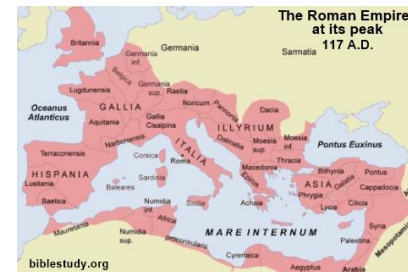 The Roman Empire
at its peak
117 A.D.
Britannia
Germania
inf.
Germania
Sarmatia
Belgica
Lugdunensis
Germania
sup.
Raetia
Noricum
Pannonia
Dacia
Oceanus
Atlanticus
GALLIA
Aquitania
Gallia
Cisalpina
ILLYRIUM
Narbonensis
ITALIA
Dalmatia
Moesia
sup.
Moesia
inf.
Pontus Euxinus
Terraconensis
Corsica
Roma
Thracia
HISPANIA
Macedonia
Bithynia
Pontus
Lusitania
Sardinia
Epirus
ASIA
Galatia
Cappadocia
Baleares
Phrygia
Baetica
Sicilia
Achaia
Lycia
Cilicia
Numidia
inf.
Syria
Mauretania
Africa
MARE INTERNUM
Mesopotamia
Numidia
sup.
proconsularis
Palestina
Cyrenaica
biblestudy.org
Aegyptus
Arabia